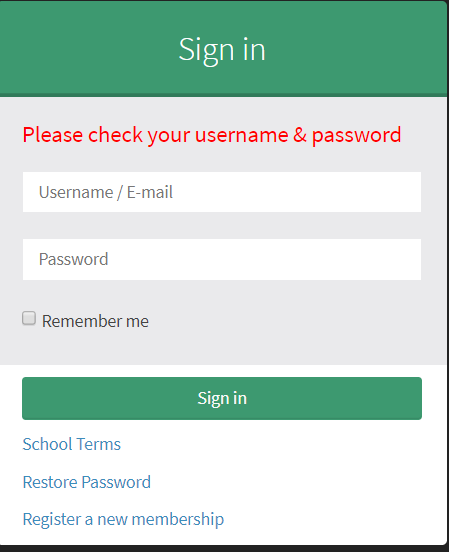 Sign in
Please check your username & password
Username / E-mail
Password
Remember me
Sign in
School Terms
Restore Password
Register a new membership